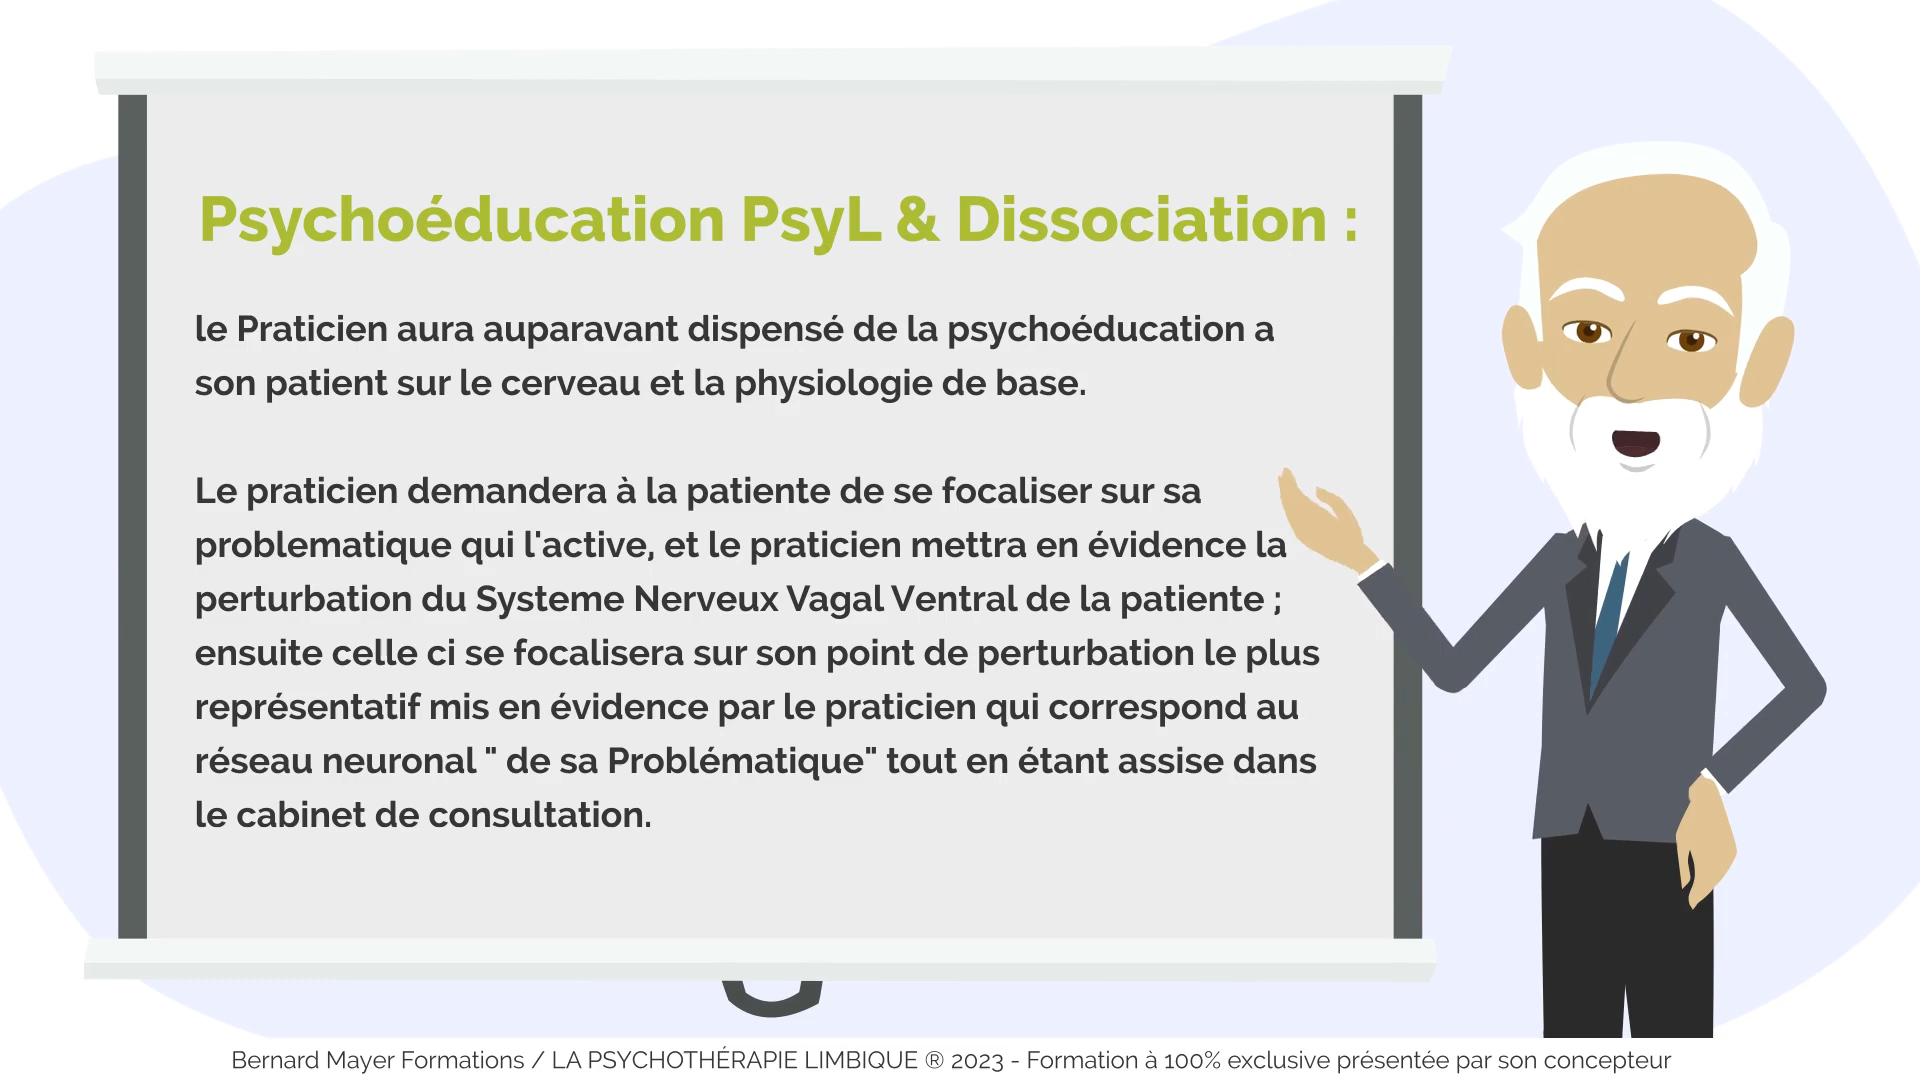 Psychoéducation PsyL & Dissociation :
le Praticien aura auparavant dispensé de la psychoéducation a
son patient sur le cerveau et la physiologie de base.
Le praticien demandera à la patiente de se focaliser sur sa
problematique qui l'active, et le praticien mettra en évidence la
perturbation du Systeme Nerveux Vagal Ventral de la patiente ;
ensuite celle ci se focalisera sur son point de perturbation le plus
représentatif mis en évidence par le praticien qui correspond au
réseau neuronal " de sa Problématique" tout en étant assise dans
le cabinet de consultation.
Bernard Mayer Formations / LA PSYCHOTHÉRAPIE LIMBIQUE ® 2023 - Formation à 100% exclusive présentée par son concepteur